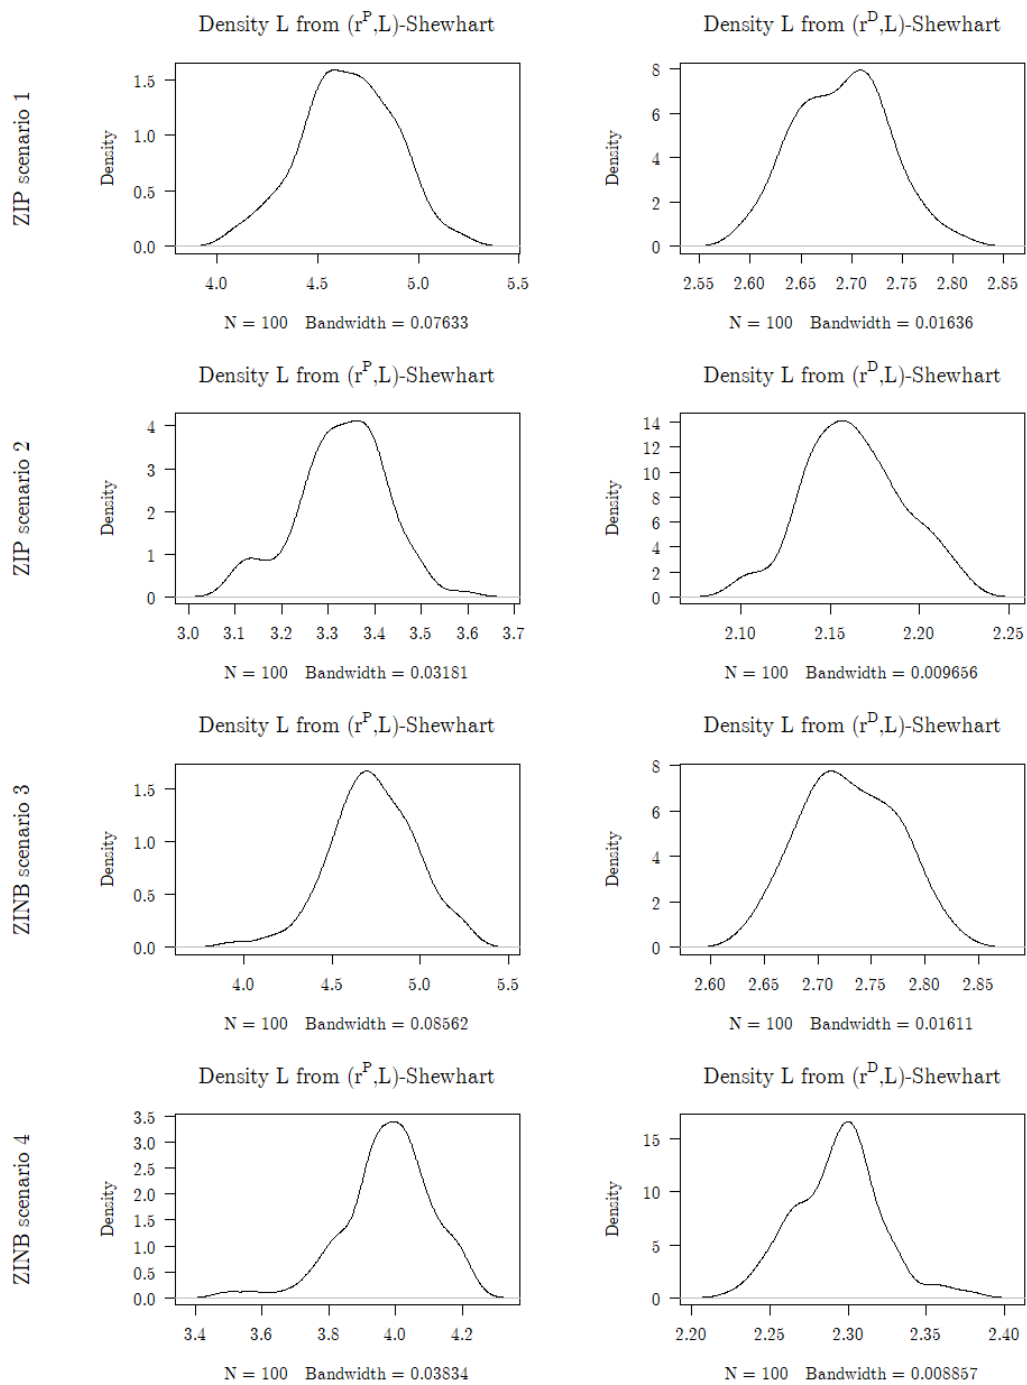 Density L from (r^P,L)-Shewhart
Density L from (r^D,L)-Shewhart
ZIP scenario 1
Density
0.0
0.5
1.0
1.5
4.0 4.5 5.0 5.5
N = 100 Bandwidth = 0.07633
Density
0
2
4
6
8
2.55 2.60 2.65 2.70 2.75 2.80 2.85
N = 100 Bandwidth = 0.01636
Density L from (r^P,L)-Shewhart
Density L from (r^D,L)-Shewhart
ZIP scenario 2
Density
0
1
2
3
4
3.0 3.1 3.2 3.3 3.4 3.5 3.6 3.7
N = 100 Bandwidth = 0.03181
Density
0
2
4
6
8
10
12
14
2.10 2.15 2.20 2.25
N = 100 Bandwidth = 0.009656
Density L from (r^P,L)-Shewhart
Density L from (r^D,L)-Shewhart
ZINB scenario 3
Density
0.0
0.5
1.0
1.5
4.0 4.5 5.0 5.5
N = 100 Bandwidth = 0.08562
Density
0
2
4
6
8
2.60 2.65 2.70 2.75 2.80 2.85
N = 100 Bandwidth = 0.01611
Density L from (r^P,L)-Shewhart
Density L from (r^D,L)-Shewhart
ZINB scenario 4
Density
0.0
0.5
1.0
1.5
2.0
2.5
3.0
3.5
3.4 3.6 3.8 4.0 4.2
N = 100 Bandwidth = 0.03834
Density
0
5
10
15
2.20 2.25 2.30 2.35 2.40
N = 100 Bandwidth = 0.008857